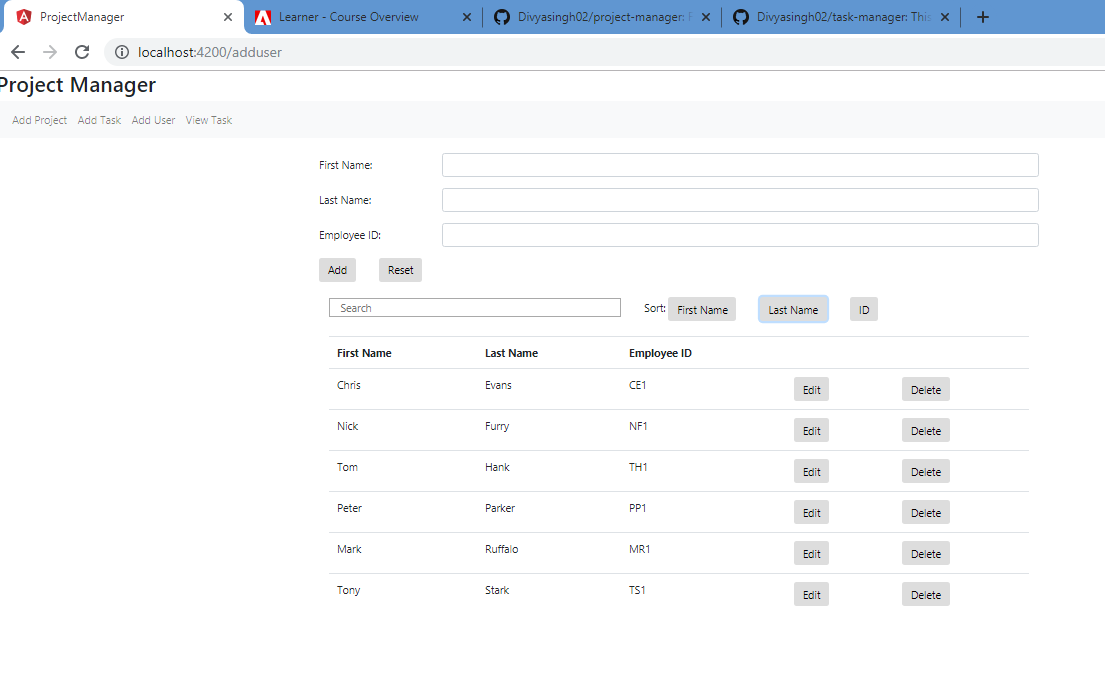 ProjectManager
Learner - Course Overview
Divyasingh02/project-manager:
Divyasingh02/task-manager: This
localhost:4200/adduser
Project Manager
Add Project Add Task Add User View Task
First Name:
Last Name:
Employee ID:
Add Reset
Search Sort: First Name Last Name ID
First Name Last Name Employee ID
Chris Evans CE1 Edit Delete
Nick Furry NF1 Edit Delete
Tom Hank TH1 Edit Delete
Peter Parker PP1 Edit Delete
Mark Ruffalo MR1 Edit Delete
Tony Stark TS1 Edit Delete